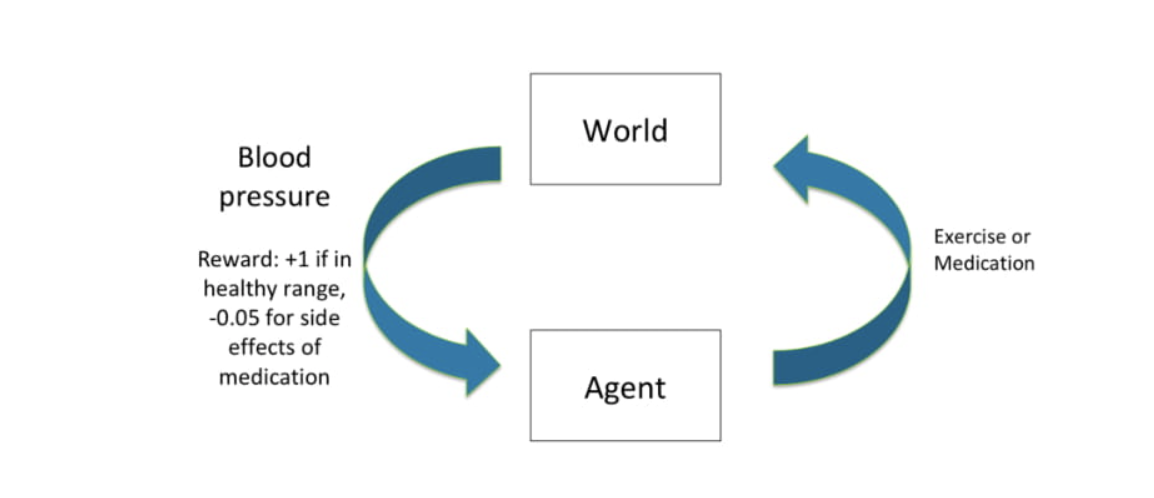 World
Blood
pressure
Reward: +1 if in
healthy range,
-0.05 for side
effects of
medication
Exercise or
Medication
Agent